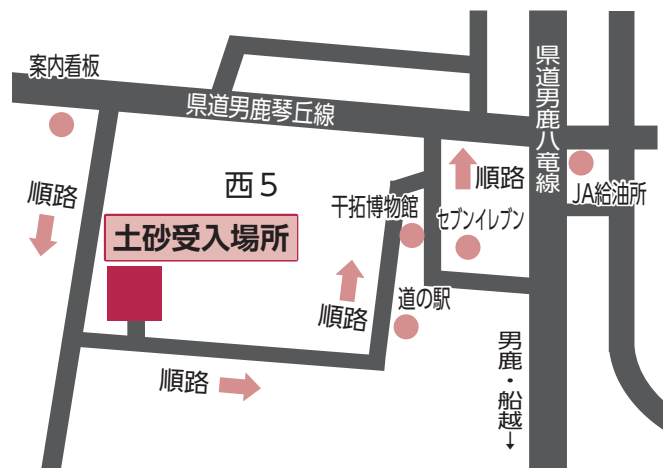 案内看板
県道男鹿琴丘線
県道男鹿八竜線
順路
西5
干拓博物館
順路
セブンイレブン
JA給油所
土砂受入場所
順路
道の駅
順路
男鹿・船越↓